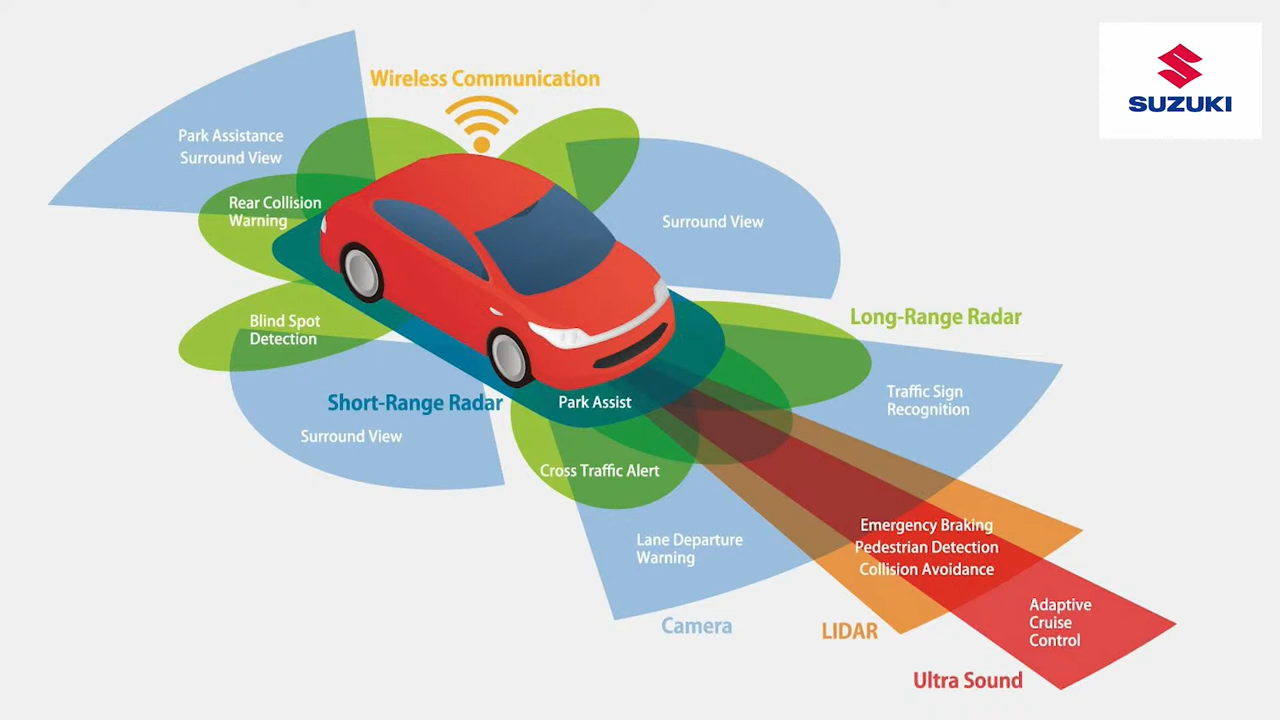 Wireless Communication
SUZUKI
Park Assistance
Surround View
Rear Collision
Warning
Surround View
Blind Spot
Detection
Long-Range Radar
Short-Range Radar
Park Assist
Traffic Sign
Recognition
Surround View
Cross Traffic Alert
Emergency Braking
Pedestrian Detection
Collision Avoidance
Lane Departure
Warning
Adaptive
Cruise
Control
Camera
LIDAR
Ultra Sound